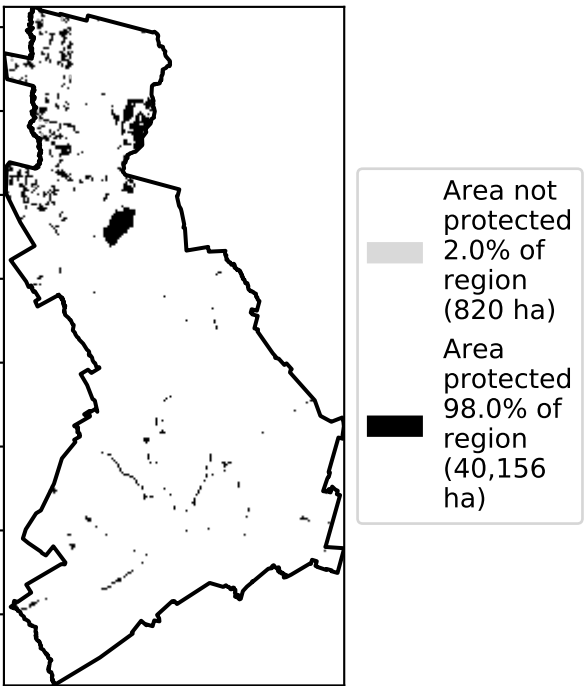 Area not
protected
2.0% of
region
(820 ha)
Area
protected
98.0% of
region
(40,156
ha)